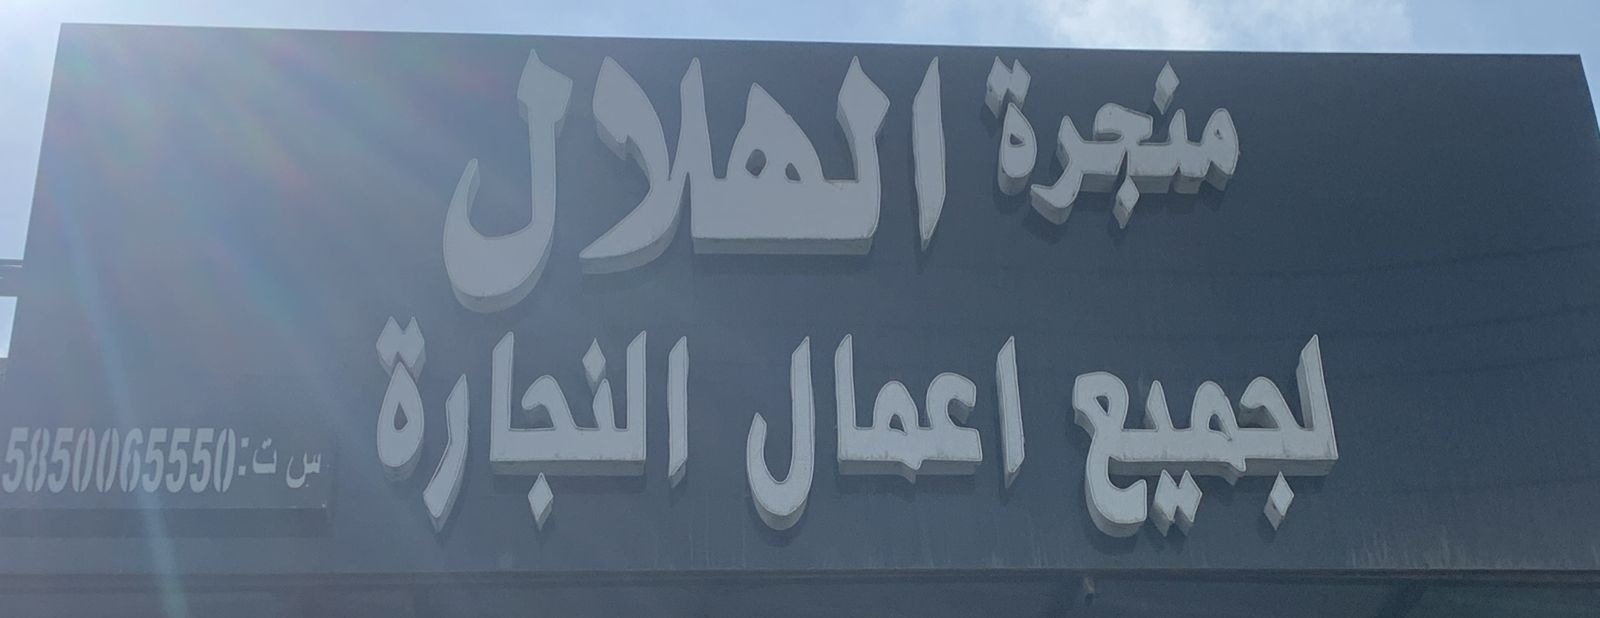 منجرة الهلال
لجميع اعمال النجارة
س ت: 5850065550